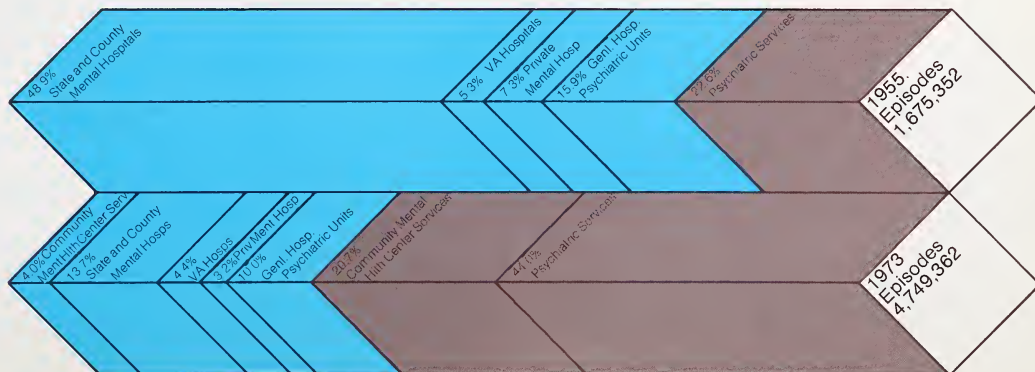 48.9%
State and County
Mental Hospitals
5.3% VA Hospitals
7.3% Private
Mental Hosp
15.9% Genl. Hosp.
Psychiatric Units
22.6%
Psychiatric Services
1955
Episodes
1,675,352
4.0% Community
Ment Hlth Center Serv
13.7%
State and County
Mental Hosps
4.4%
VA Hosps
3.2% Priv Ment Hosp
10.0%
Genl. Hosp.
Psychiatric Units
20.7%
Community Mental
Hlth Center Services
44.0%
Psychiatric Services
1973
Episodes
4,749,362